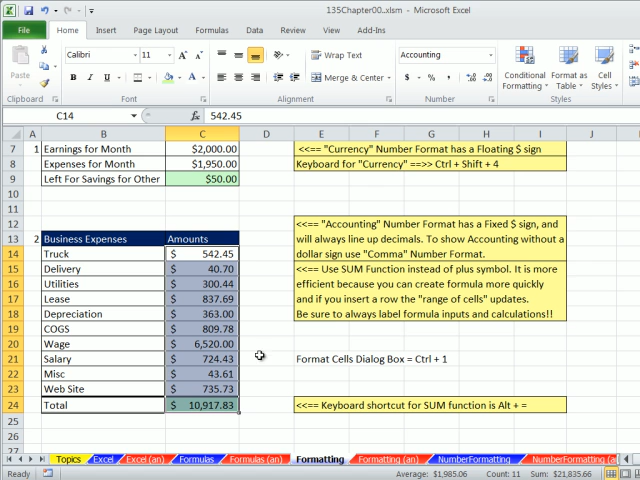 135Chapter00..xlsm - Microsoft Excel
File Home Insert Page Layout Formulas Data Review View Add-Ins
Paste Calibri 11 A A Wrap Text Accounting Conditional Format as Cell
B I U A Merge & Center $ % , Formatting Table Styles
Clipboard Font Alignment Number Styles
C14 fx 542.45
A B C D E F G H I J K
7 1 Earnings for Month $2,000.00 <<== "Currency" Number Format has a Floating $ sign
8 Expenses for Month $1,950.00 Keyboard for "Currency" ==>> Ctrl + Shift + 4
9 Left For Savings for Other $50.00
10
11
12 <<== "Accounting" Number Format has a Fixed $ sign, and
13 2 Business Expenses Amounts will always line up decimals. To show Accounting without a
14 Truck $ 542.45 dollar sign use "Comma" Number Format.
15 Delivery $ 40.70 <<== Use SUM Function instead of plus symbol. It is more
16 Utilities $ 300.44 efficient because you can create formula more quickly
17 Lease $ 837.69 and if you insert a row the "range of cells" updates.
18 Depreciation $ 363.00 Be sure to always label formula inputs and calculations!!
19 COGS $ 809.78
20 Wage $ 6,520.00
21 Salary $ 724.43 Format Cells Dialog Box = Ctrl + 1
22 Misc $ 43.61
23 Web Site $ 735.73
24 Total $ 10,917.83 <<== Keyboard shortcut for SUM function is Alt + =
25
26
27
Topics Excel Excel (an) Formulas Formulas (an) Formatting Formatting (an) NumberFormatting NumberFormatting (an
Ready Average: $1,985.06 Count: 11 Sum: $21,835.66